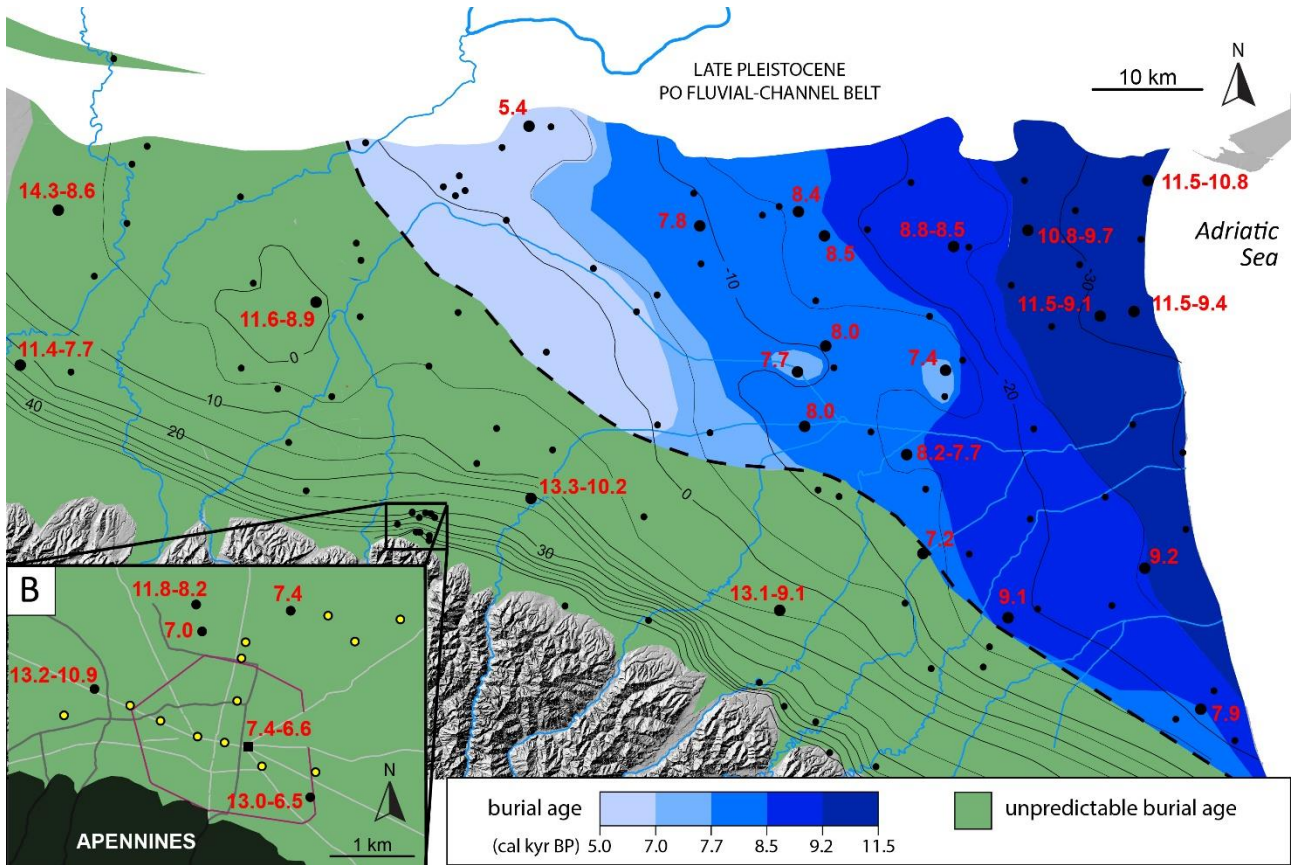 LATE PLEISTOCENE
PO FLUVIAL-CHANNEL BELT
N
10 km
5.4
14.3-8.6
8.4
7.8
8.5
8.8-8.5
11.5-10.8
10.8-9.7
Adriatic
Sea
-10
-30
11.6-8.9
0
11.5-9.1
11.5-9.4
11.4-7.7
8.0
7.7
7.4
-20
40
10
20
8.0
8.2-7.7
0
13.3-10.2
30
7.2
9.2
13.1-9.1
9.1
7.9
B
11.8-8.2
7.4
7.0
13.2-10.9
7.4-6.6
13.0-6.5
N
APENNINES
1 km
burial age
unpredictable burial age
(cal kyr BP)
5.0 7.0 7.7 8.5 9.2 11.5